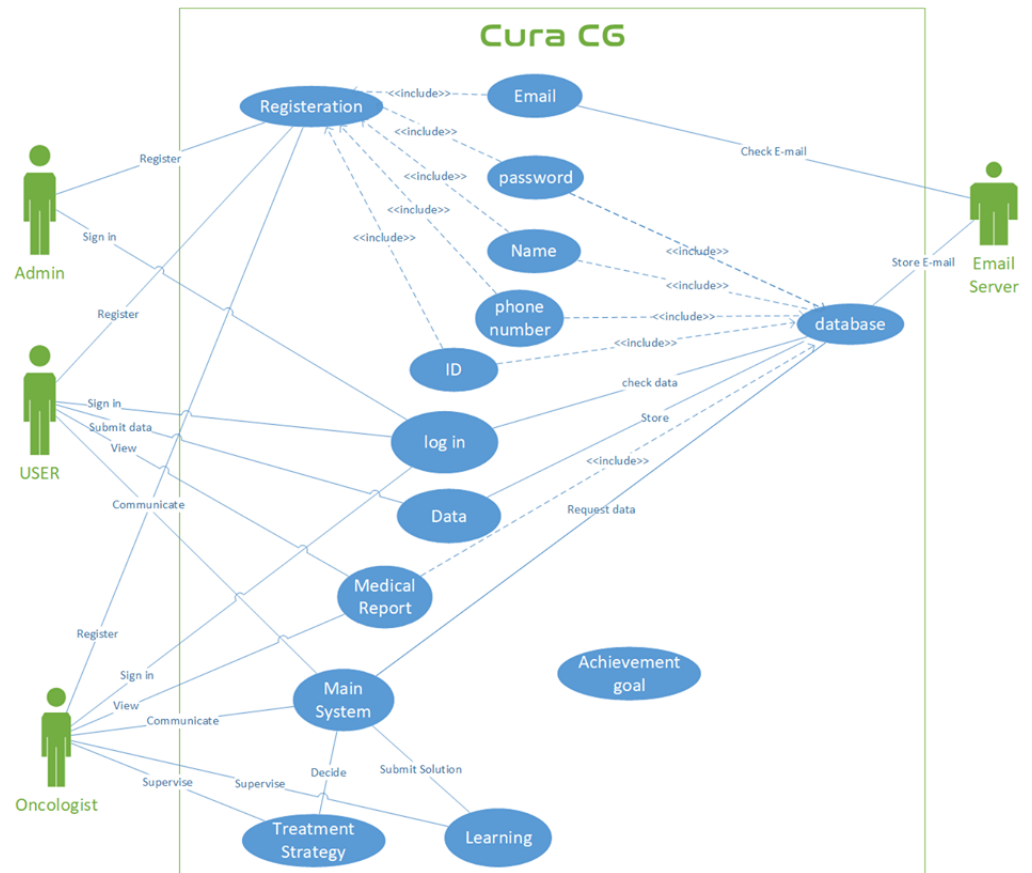 Cura CG
<<include>>
Email
Registeration
<<include>>
Check E-mail
Register
<<include>>
password
<<include>>
Sign in
<<include>>
Admin
Name
<<include>>
Store E-mail
Email
Server
Register
phone
number
<<include>>
database
<<include>>
ID
check data
Sign in
Submit data
Store
View
log in
USER
<<include>>
Communicate
Data
Request data
Medical
Report
Register
Achievement
goal
Sign in
Main
System
View
Communicate
Decide
Submit Solution
Supervise
Supervise
Oncologist
Treatment
Strategy
Learning